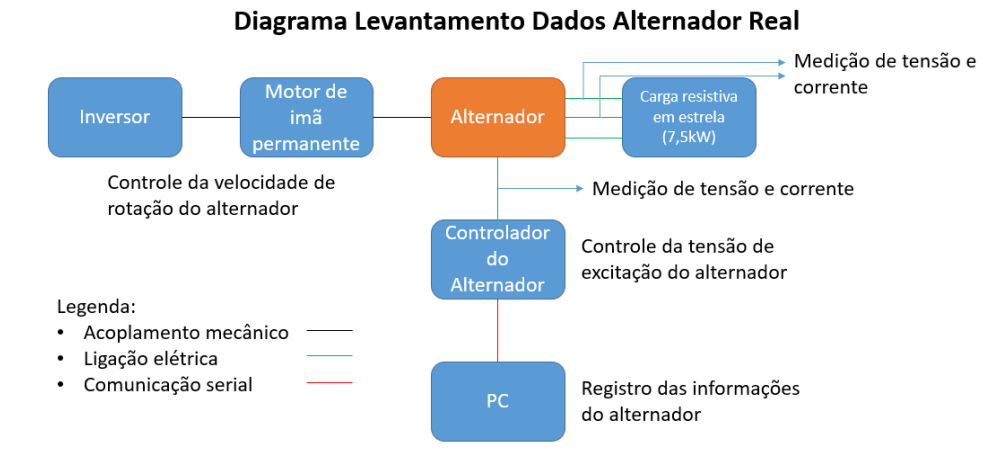 Diagrama Levantamento Dados Alternador Real
Medição de tensão e
corrente
Inversor
Motor de
imã
permanente
Alternador
Carga resistiva
em estrela
(7,5kW)
Controle da velocidade de
rotação do alternador
Medição de tensão e corrente
Controlador
do
Alternador
Controle da tensão de
excitação do alternador
Legenda:
• Acoplamento mecânico
• Ligação elétrica
• Comunicação serial
PC
Registro das informações
do alternador